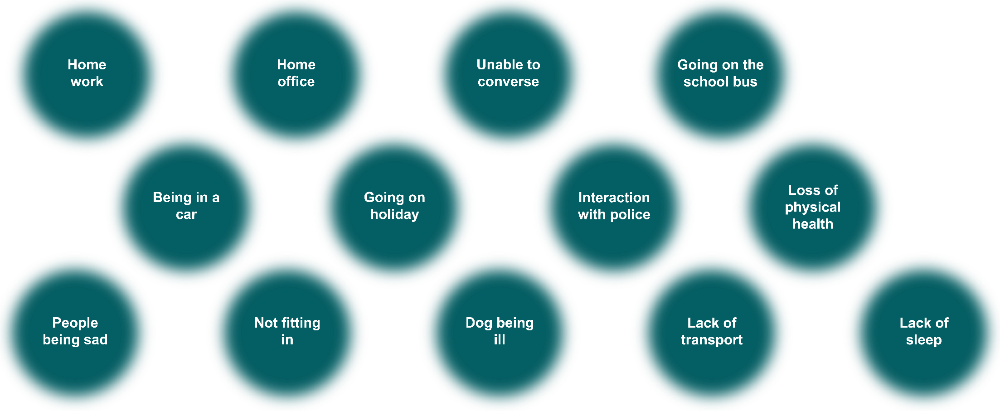 Home
work
Home
office
Unable to
converse
Going on the
school bus
Being in a
car
Going on
holiday
Interaction
with police
Loss of
physical
health
People
being sad
Not fitting
in
Dog being
ill
Lack of
transport
Lack of
sleep